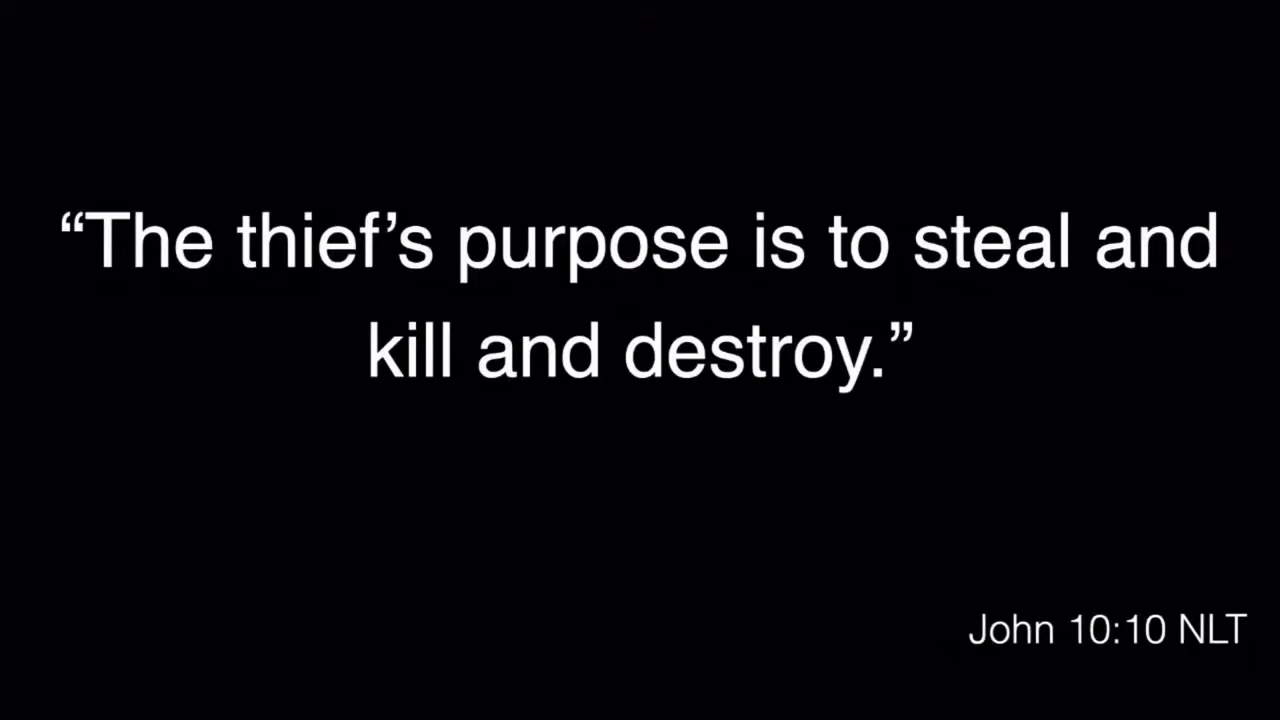 “The thief’s purpose is to steal and
kill and destroy.”
John 10:10 NLT